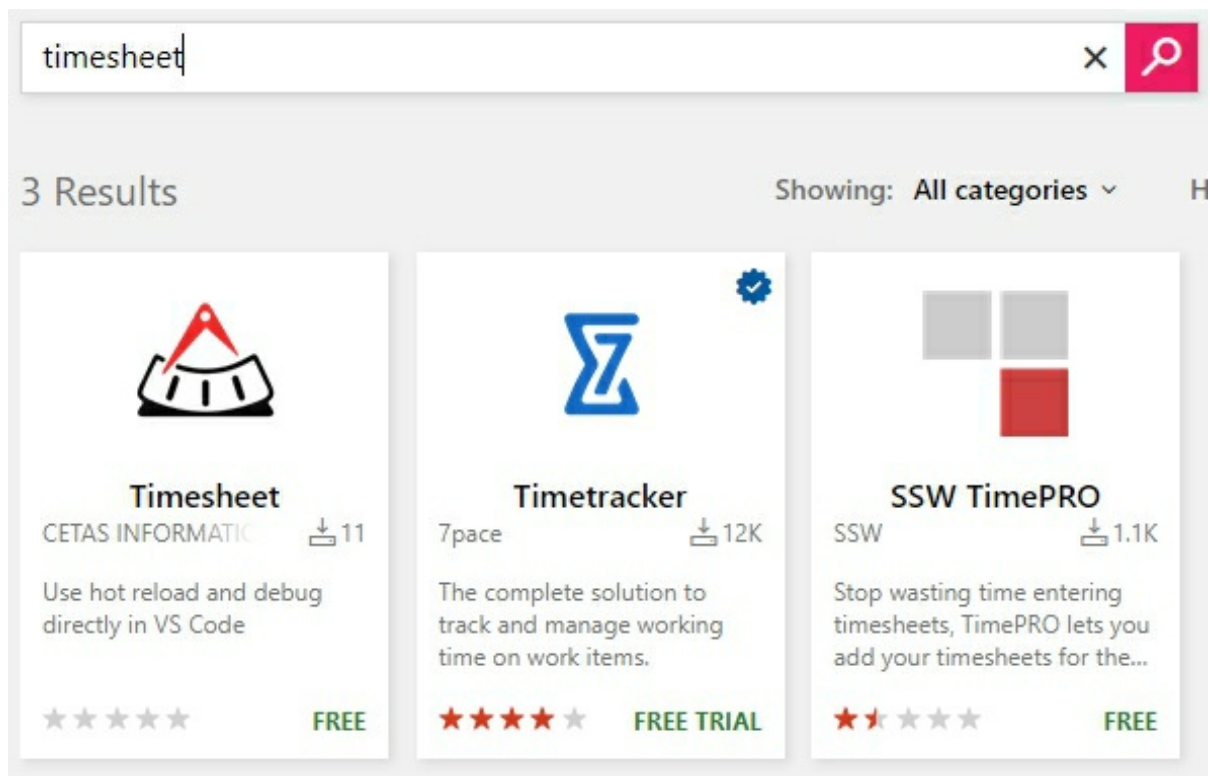 timesheet
3 Results
Showing: All categories
Timesheet
CETAS INFORMATIC 11
Use hot reload and debug
directly in VS Code
FREE
Timetracker
7pace 12K
The complete solution to
track and manage working
time on work items.
FREE TRIAL
SSW TimePRO
SSW 1.1K
Stop wasting time entering
timesheets, TimePRO lets you
add your timesheets for the...
FREE